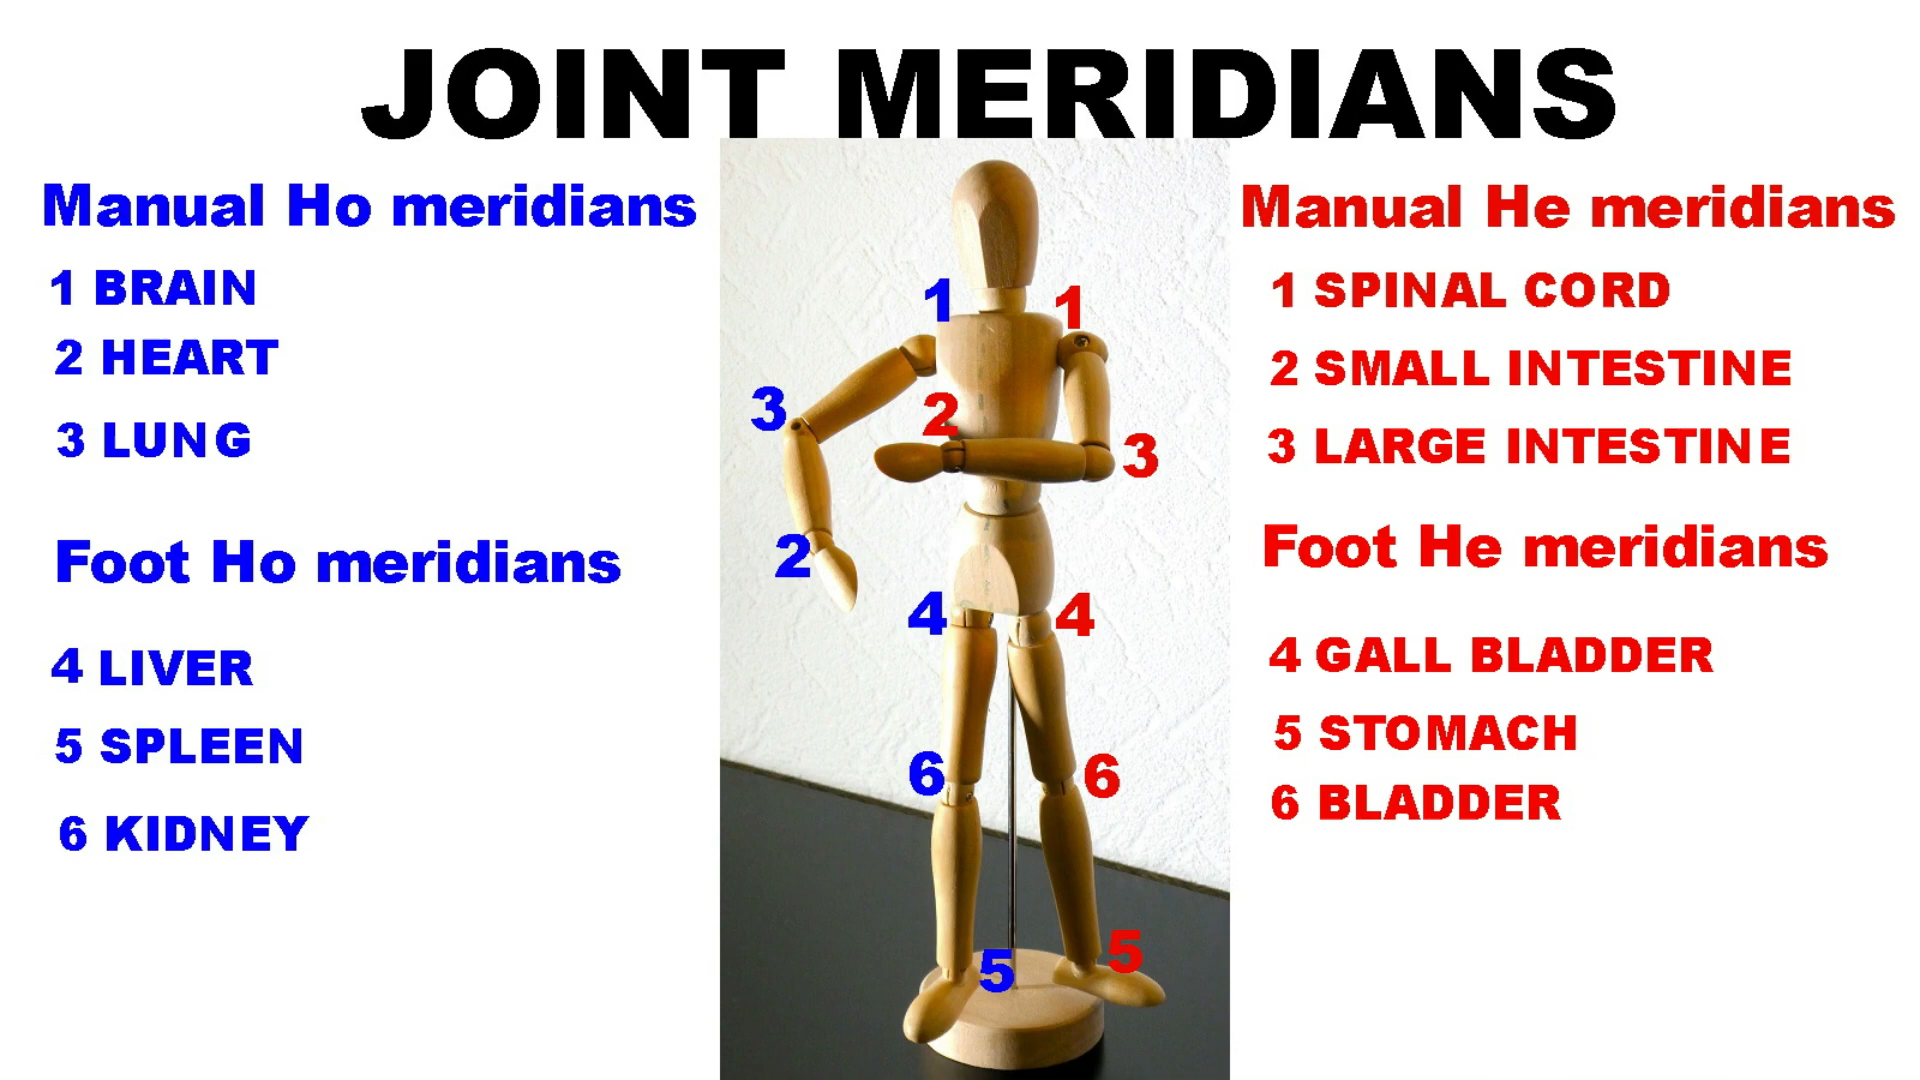 JOINT MERIDIANS
Manual Ho meridians
1 BRAIN
2 HEART
3 LUNG
Foot Ho meridians
4 LIVER
5 SPLEEN
6 KIDNEY
1
1
3
2
3
2
4
4
6
6
5
5
Manual He meridians
1 SPINAL CORD
2 SMALL INTESTINE
3 LARGE INTESTINE
Foot He meridians
4 GALL BLADDER
5 STOMACH
6 BLADDER